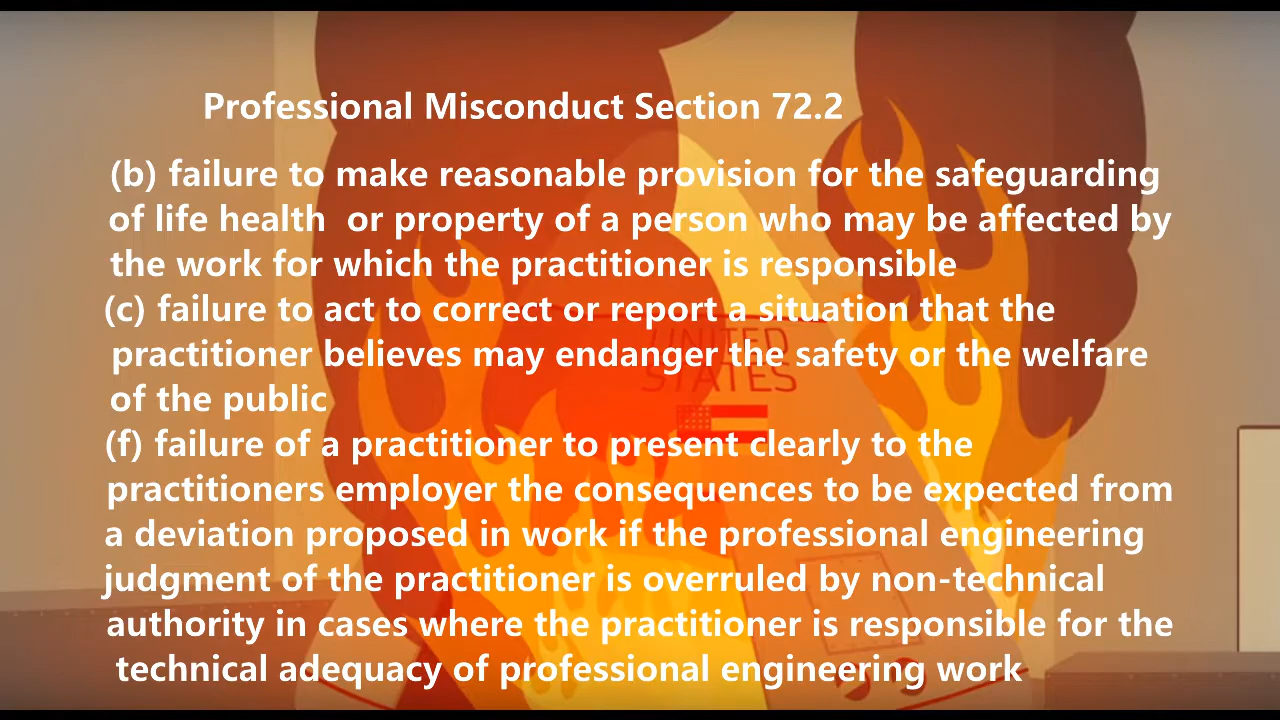 Professional Misconduct Section 72.2
(b) failure to make reasonable provision for the safeguarding
of life health  or property of a person who may be affected by
the work for which the practitioner is responsible
(c) failure to act to correct or report a situation that the
practitioner believes may endanger the safety or the welfare
of the public
UNITED
STATES
(f) failure of a practitioner to present clearly to the
practitioners employer the consequences to be expected from
a deviation proposed in work if the professional engineering
judgment of the practitioner is overruled by non-technical
authority in cases where the practitioner is responsible for the
technical adequacy of professional engineering work